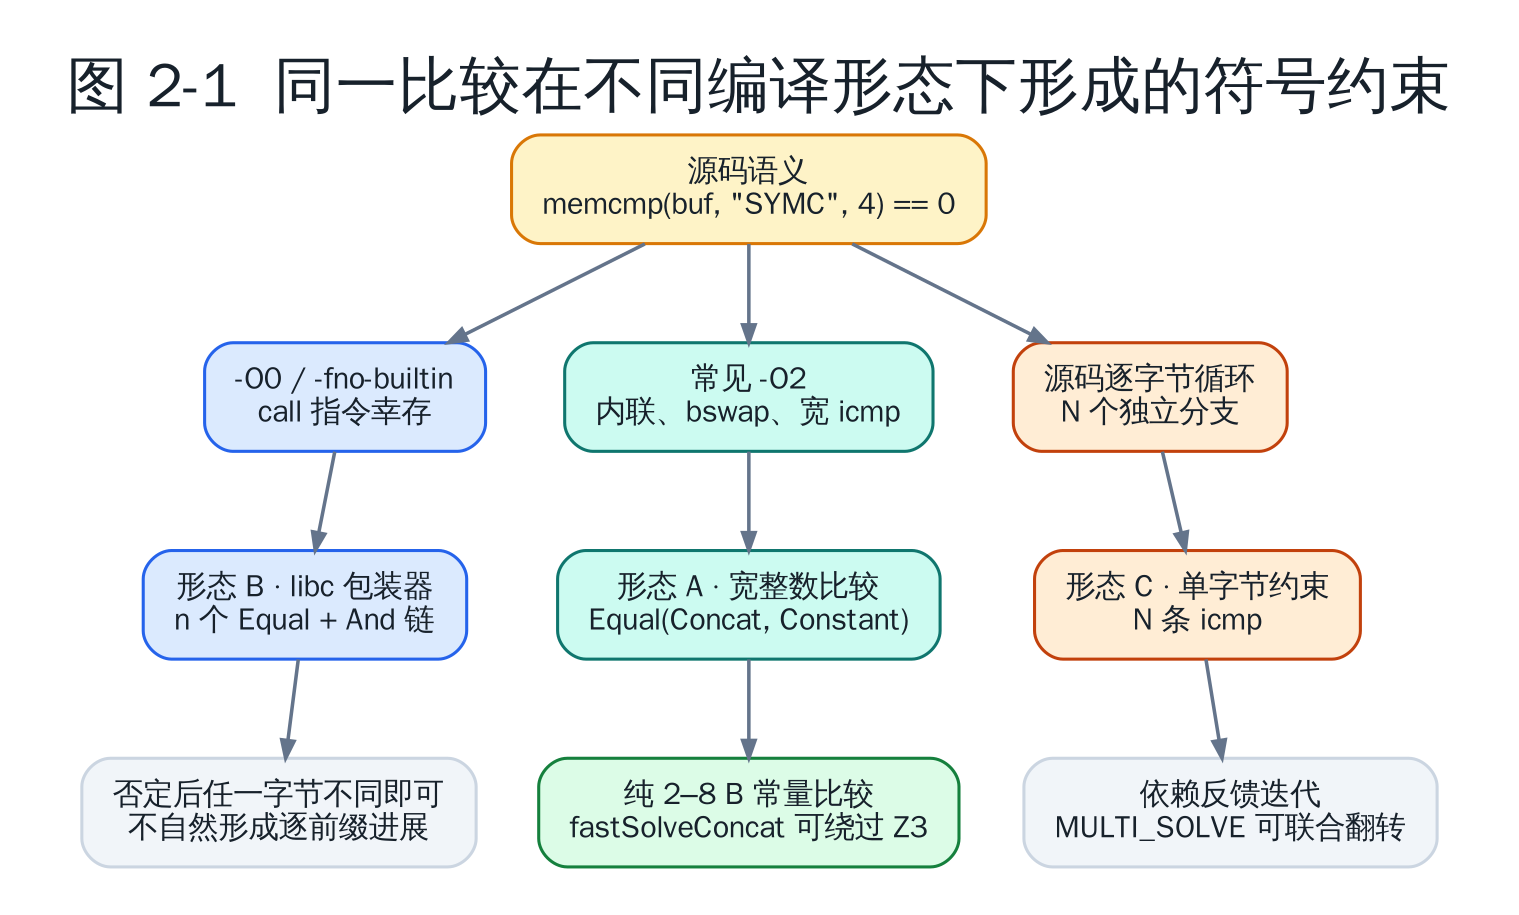 图 2-1 同一比较在不同编译形态下形成的符号约束
源码语义
memcmp(buf, "SYMC", 4) == 0
-O0 / -fno-builtin
call 指令幸存
常见 -O2
内联、bswap、宽 icmp
源码逐字节循环
N 个独立分支
形态 B · libc 包装器
n 个 Equal + And 链
形态 A · 宽整数比较
Equal(Concat, Constant)
形态 C · 单字节约束
N 条 icmp
否定后任一字节不同即可
不自然形成逐前缀进展
纯 2–8 B 常量比较
fastSolveConcat 可绕过 Z3
依赖反馈迭代
MULTI_SOLVE 可联合翻转